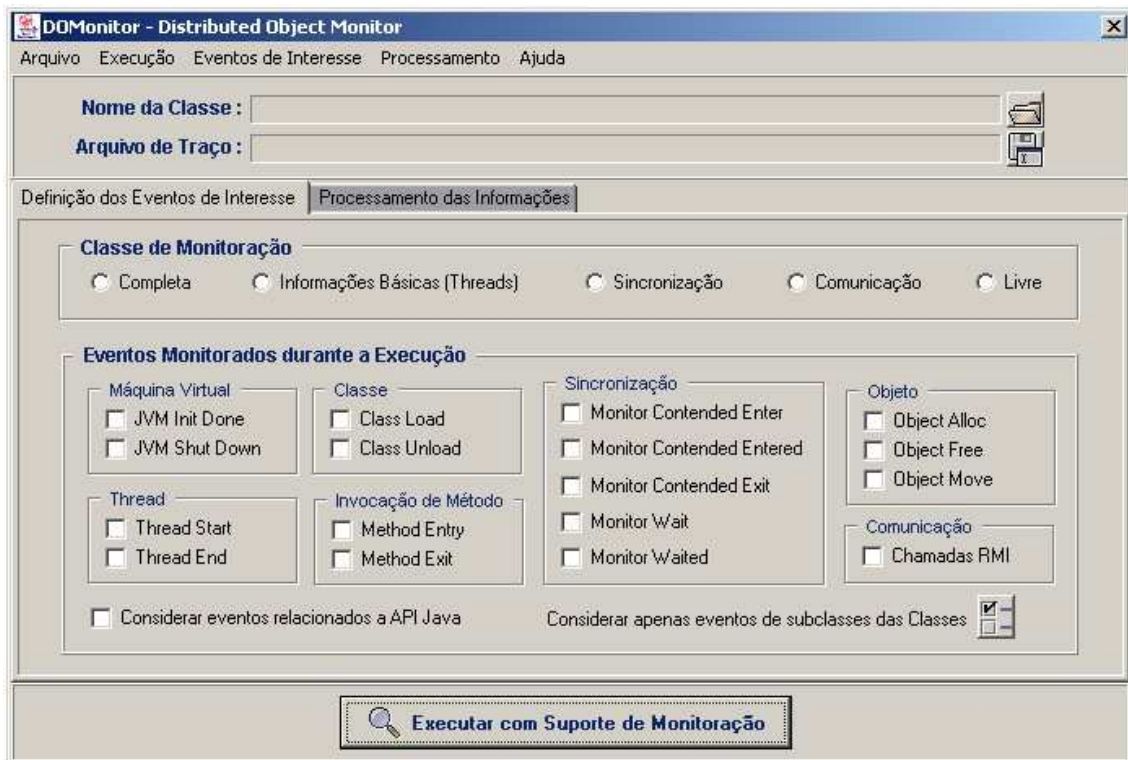 DOMonitor - Distributed Object Monitor
Arquivo Execução Eventos de Interesse Processamento Ajuda
Nome da Classe :
Arquivo de Traço :
Definição dos Eventos de Interesse Processamento das Informações
Classe de Monitoração
Completa Informações Básicas (Threads) Sincronização Comunicação Livre
Eventos Monitorados durante a Execução
Máquina Virtual
JVM Init Done
JVM Shut Down
Classe
Class Load
Class Unload
Sincronização
Monitor Contended Enter
Monitor Contended Entered
Monitor Contended Exit
Monitor Wait
Monitor Waited
Objeto
Object Alloc
Object Free
Object Move
Thread
Thread Start
Thread End
Invocação de Método
Method Entry
Method Exit
Comunicação
Chamadas RMI
Considerar eventos relacionados a API Java Considerar apenas eventos de subclasses das Classes
Executar com Suporte de Monitoração